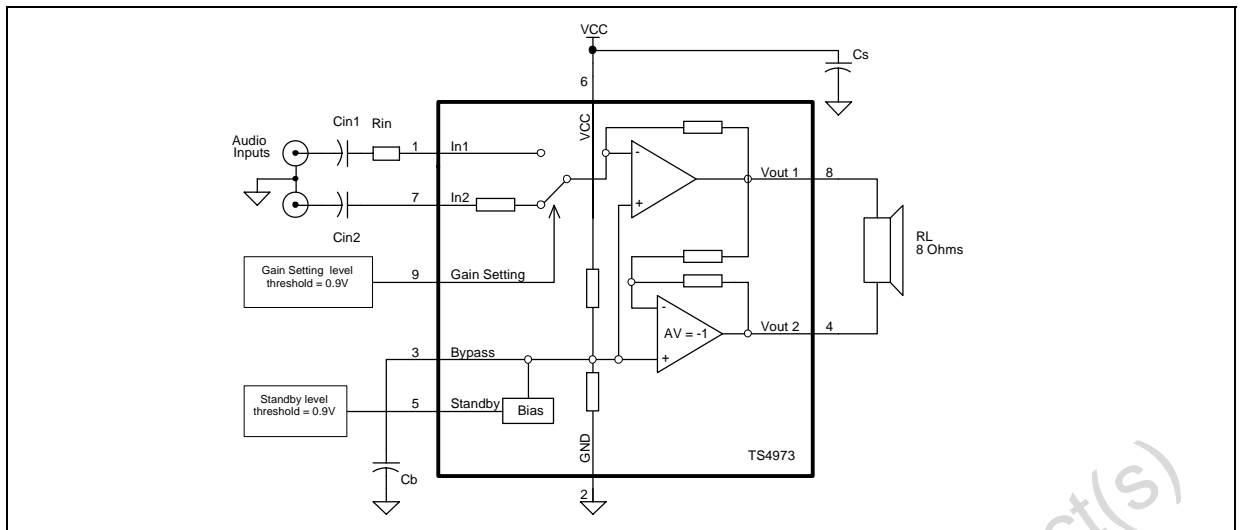 VCC
Cs
6
VCC
Cin1 Rin
Audio
Inputs
1 In1
-
+
Vout 1 8
7 In2
Cin2
RL
8 Ohms
Gain Setting level
threshold = 0.9V
9 Gain Setting
-
AV = -1
+
Vout 2 4
3 Bypass
Standby level
threshold = 0.9V
5 Standby
Bias
GND
TS4973
Cb
2
ct(s)